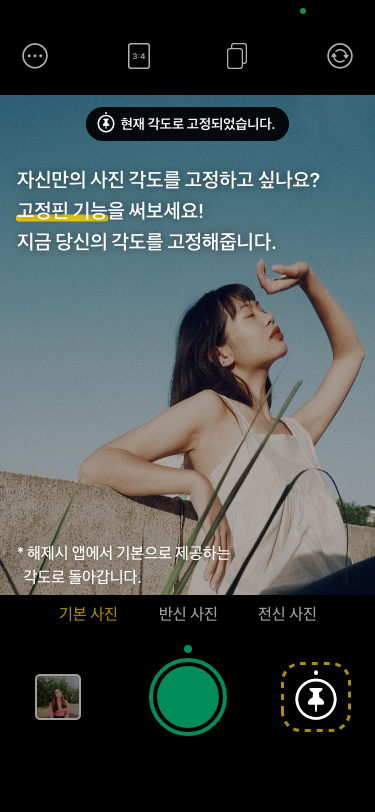 3:4
현재 각도로 고정되었습니다.
자신만의 사진 각도를 고정하고 싶나요?
고정핀 기능을 써보세요!
지금 당신의 각도를 고정해줍니다.
* 해제시 앱에서 기본으로 제공하는
각도로 돌아갑니다.
기본 사진 반신 사진 전신 사진